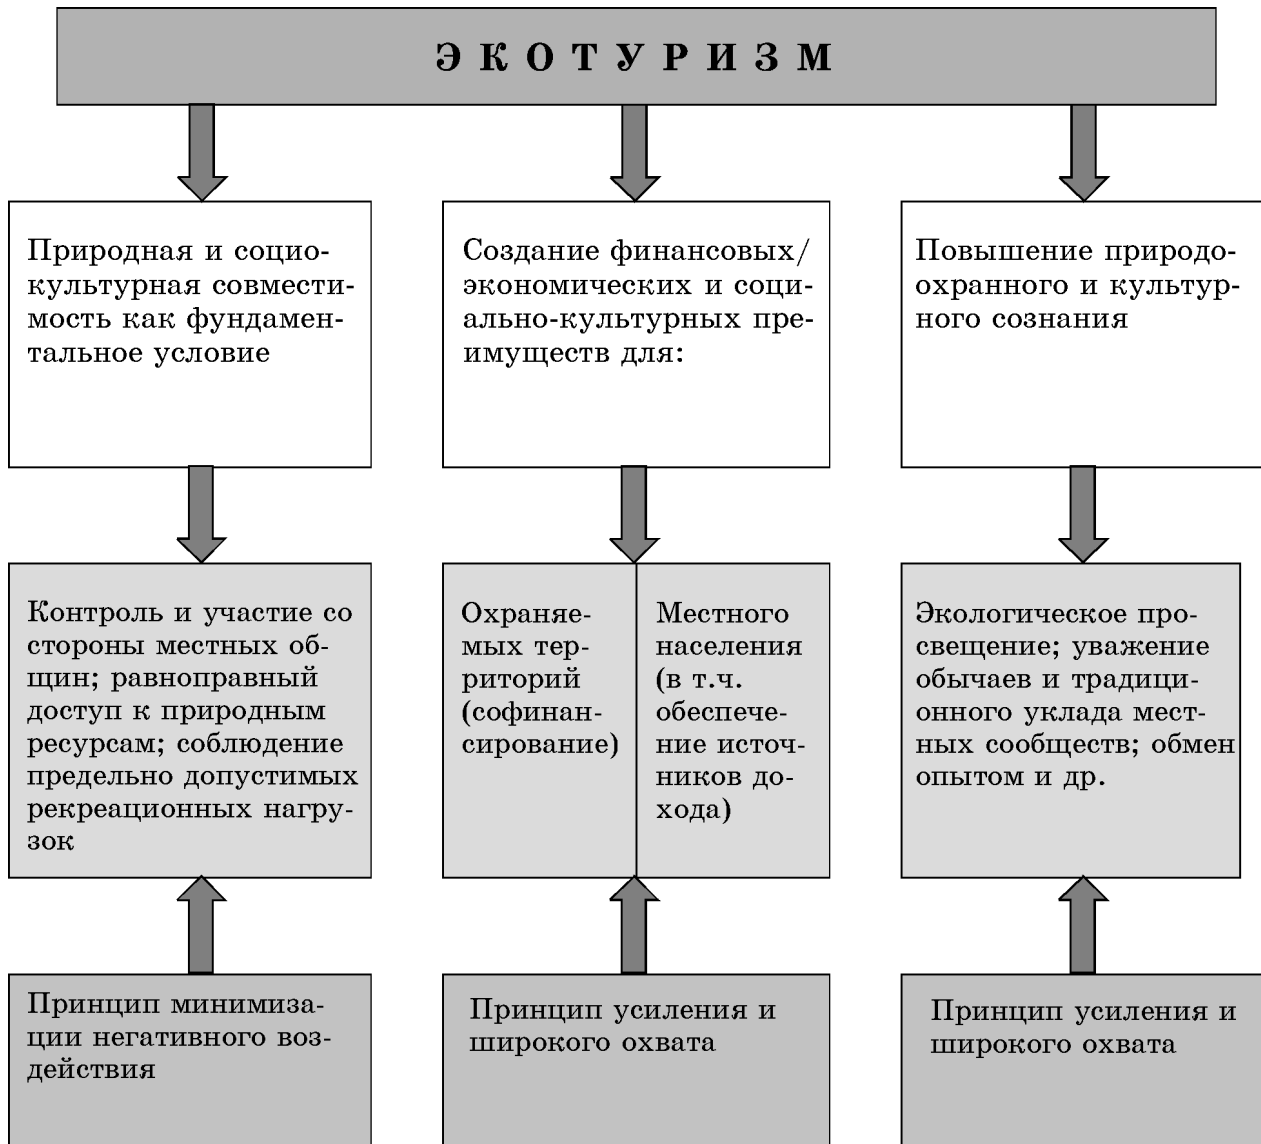 ЭКОТУРИЗМ
Природная и социо-
культурная совмести-
мость как фундамен-
тальное условие
Создание финансовых/
экономических и соци-
ально-культурных пре-
имуществ для:
Повышение природо-
охранного и культур-
ного сознания
Контроль и участие со
стороны местных об-
щин; равноправный
доступ к природным
ресурсам; соблюдение
предельно допустимых
рекреационных нагру-
зок
Охраняе-
мых тер-
риторий
(софинан-
сирование)
Местного
населения
(в т.ч.
обеспече-
ние источ-
ников до-
хода)
Экологическое про-
свещение; уважение
обычаев и традици-
онного уклада мест-
ных сообществ; обмен
опытом и др.
Принцип минимиза-
ции негативного воз-
действия
Принцип усиления и
широкого охвата
Принцип усиления и
широкого охвата